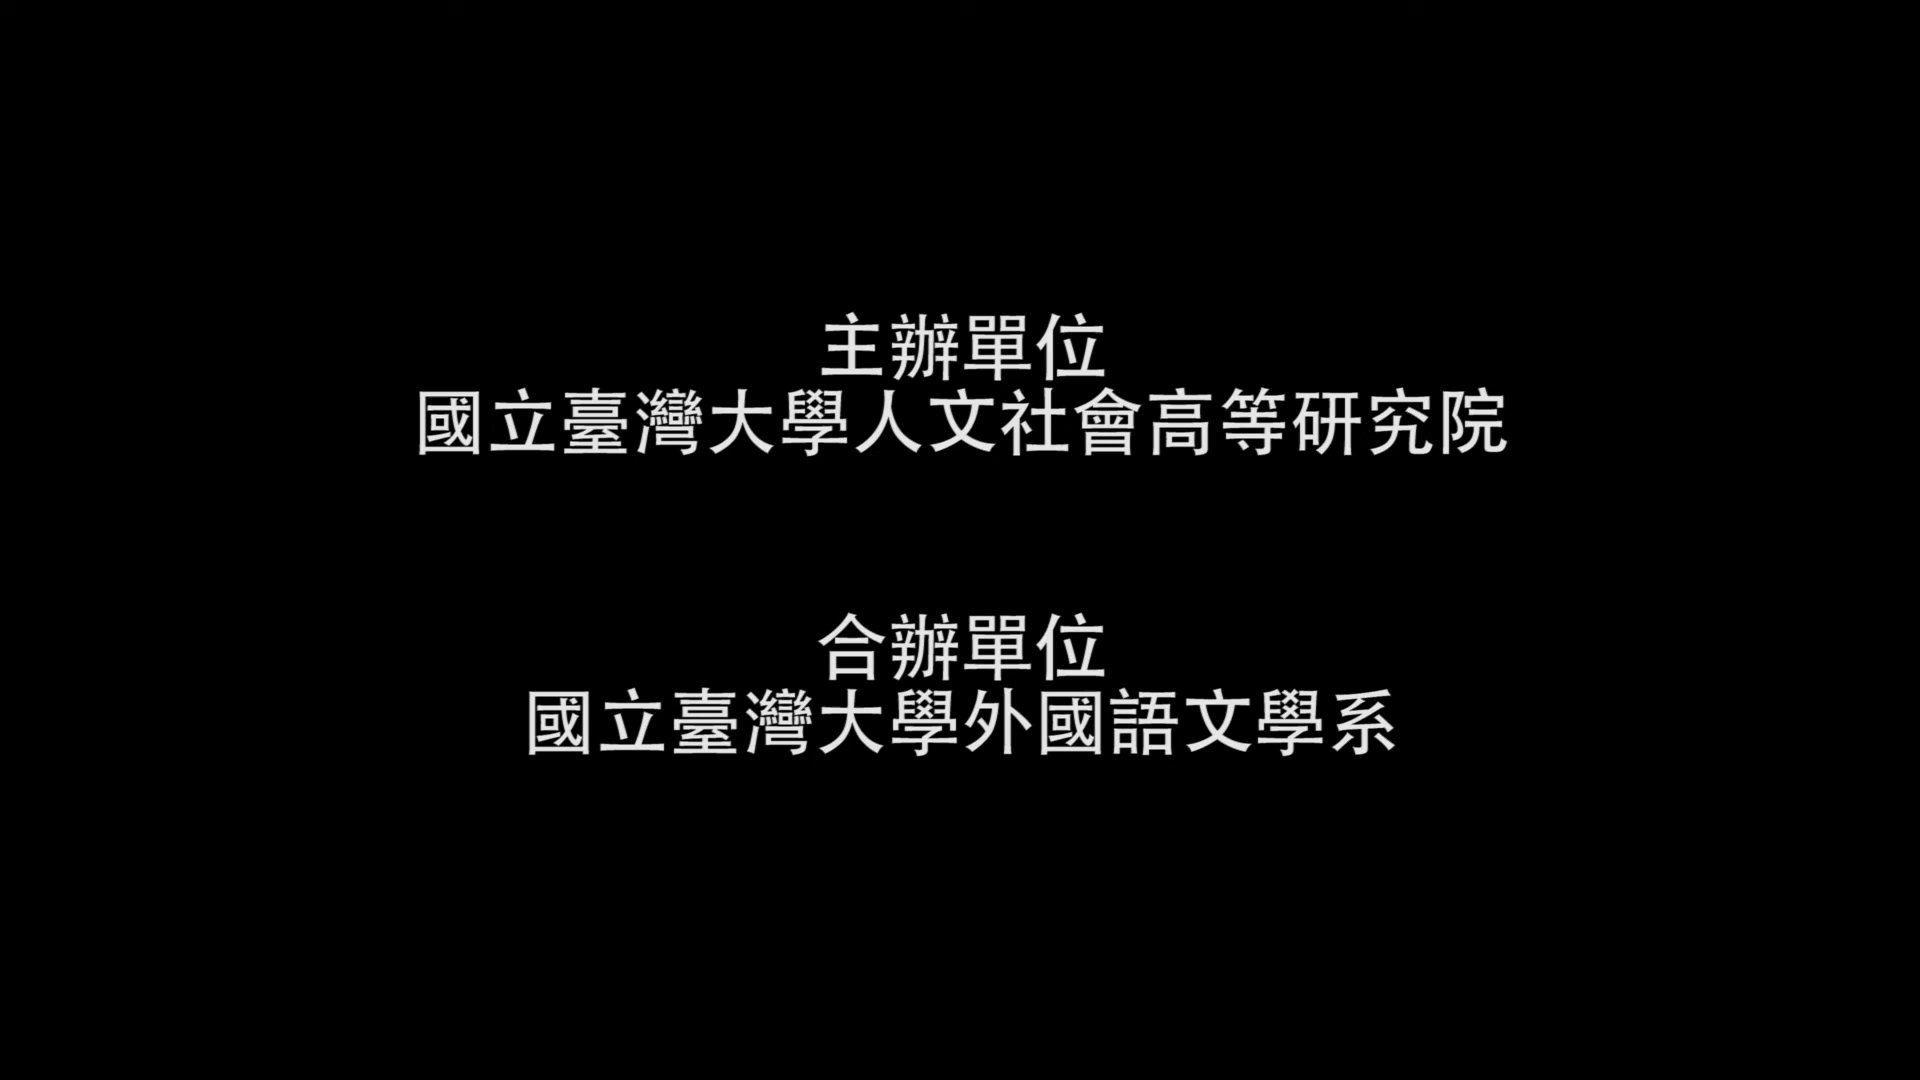 主辦單位
國立臺灣大學人文社會高等研究院
合辦單位
國立臺灣大學外國語文學系